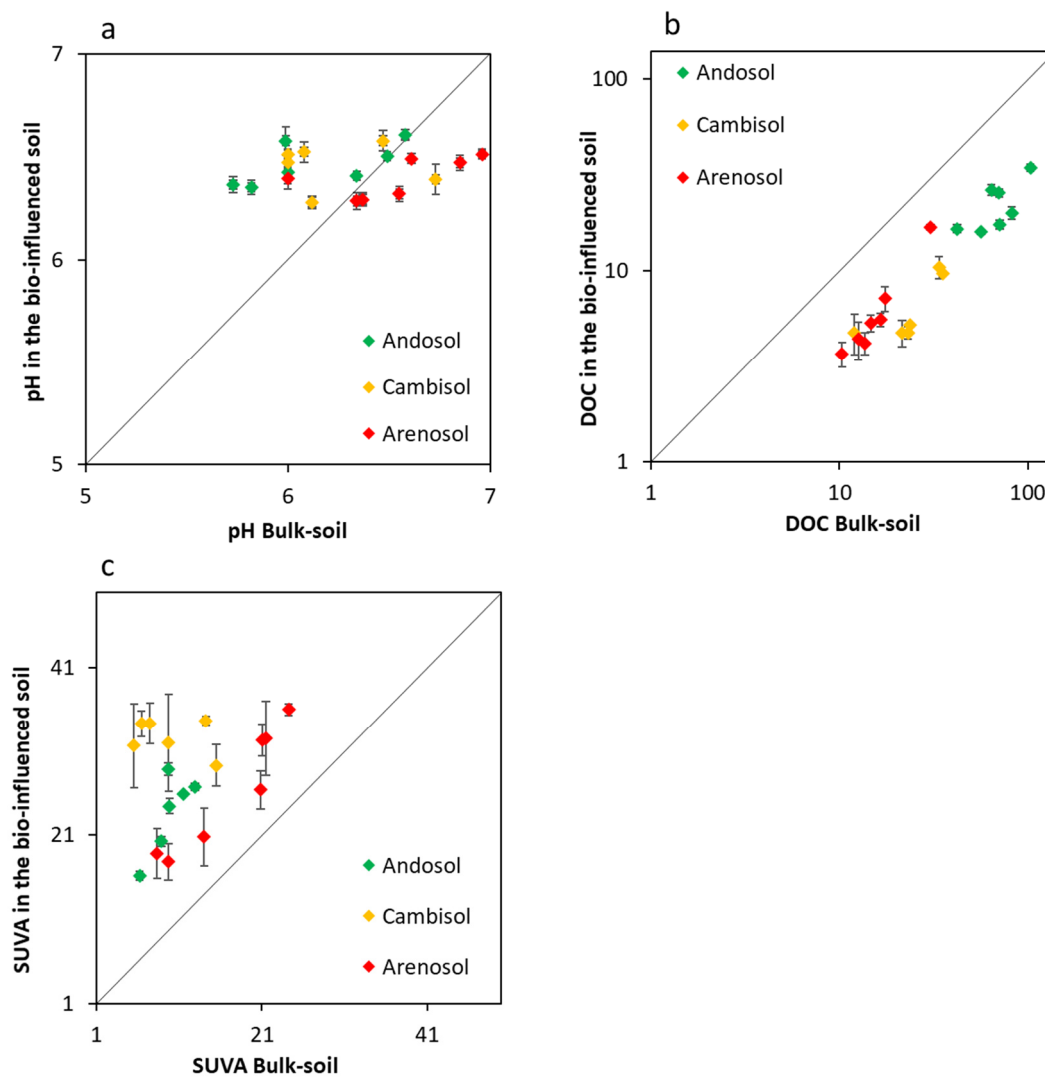 a
7
6
5
5
6
7
pH in the bio-influenced soil
pH Bulk-soil
Andosol
Cambisol
Arenosol
b
100
10
1
1
10
100
DOC in the bio-influenced soil
DOC Bulk-soil
Andosol
Cambisol
Arenosol
c
41
21
1
1
21
41
SUVA in the bio-influenced soil
SUVA Bulk-soil
Andosol
Cambisol
Arenosol